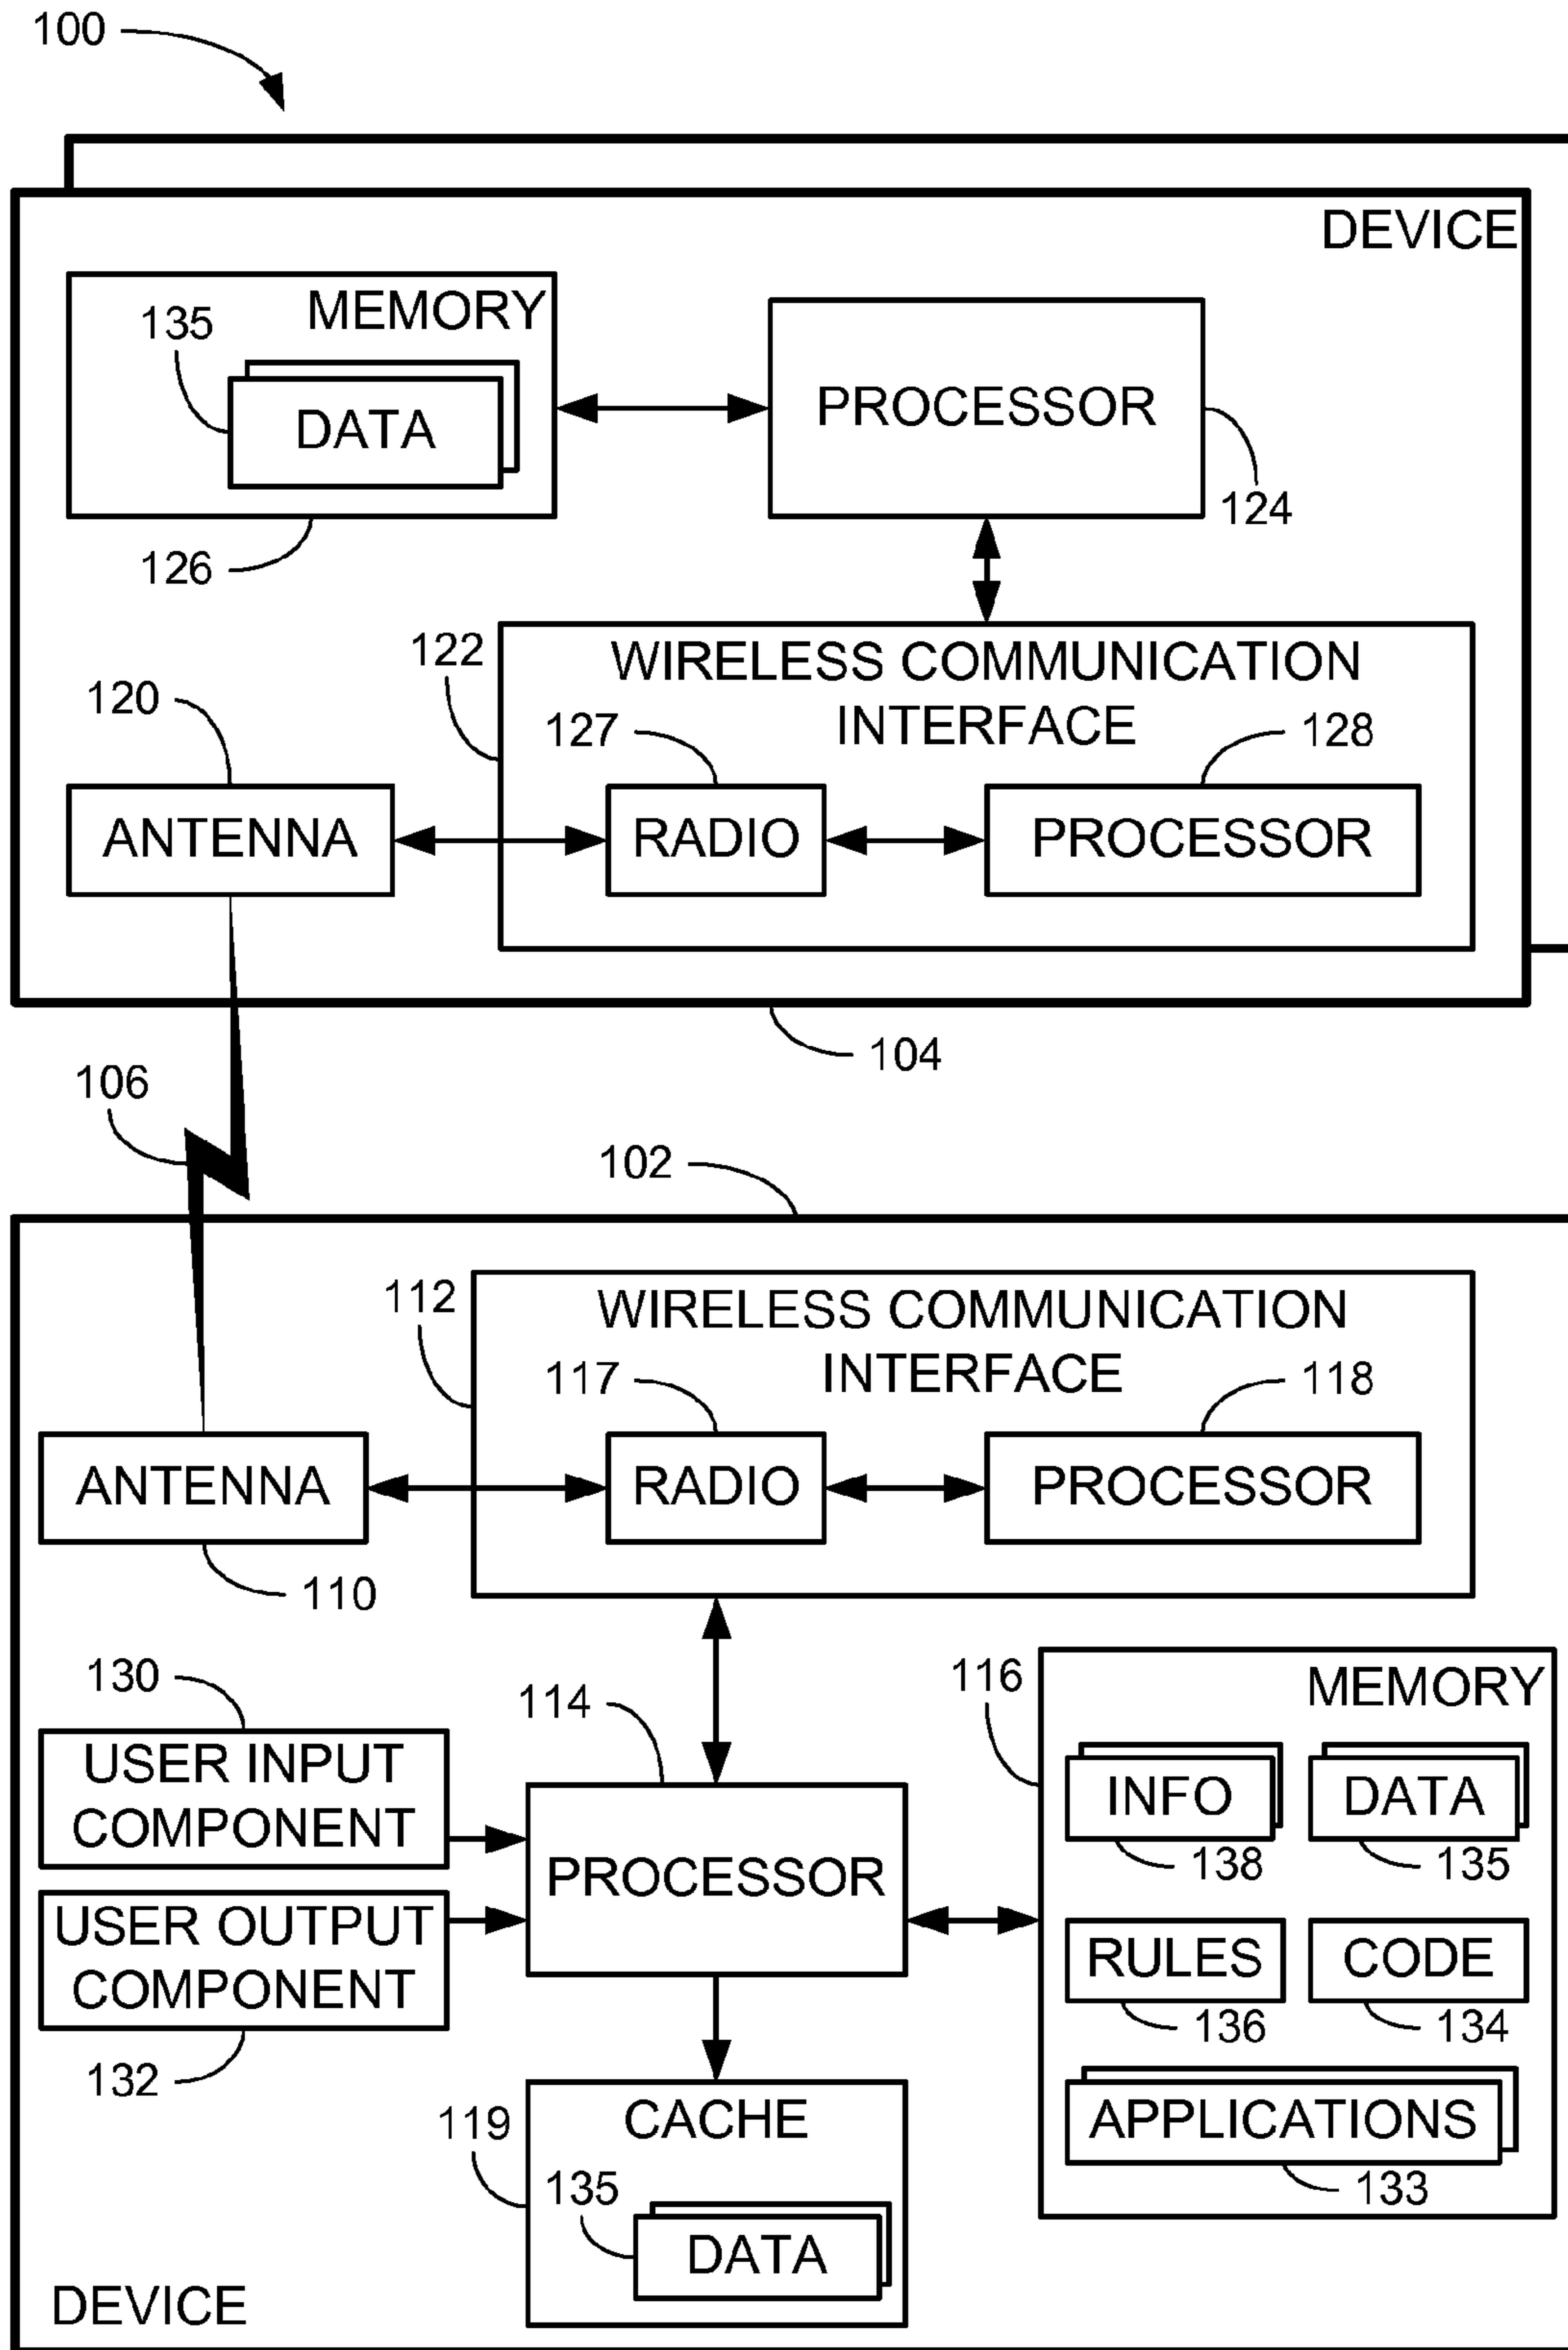 100
DEVICE
MEMORY
135
DATA
PROCESSOR
124
126
122
WIRELESS COMMUNICATION
INTERFACE
120
127
128
ANTENNA
RADIO
PROCESSOR
104
106
102
112
WIRELESS COMMUNICATION
INTERFACE
117
118
ANTENNA
RADIO
PROCESSOR
110
130
114
116
MEMORY
USER INPUT
COMPONENT
INFO
DATA
138
135
PROCESSOR
USER OUTPUT
COMPONENT
RULES
CODE
136
134
132
APPLICATIONS
133
119
CACHE
135
DATA
DEVICE